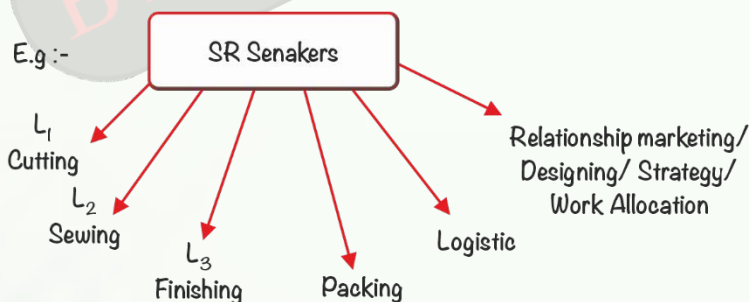 E.g :-
SR Senakers
L1
Cutting
L2
Sewing
L3
Finishing
Packing
Logistic
Relationship marketing/
Designing/ Strategy/
Work Allocation